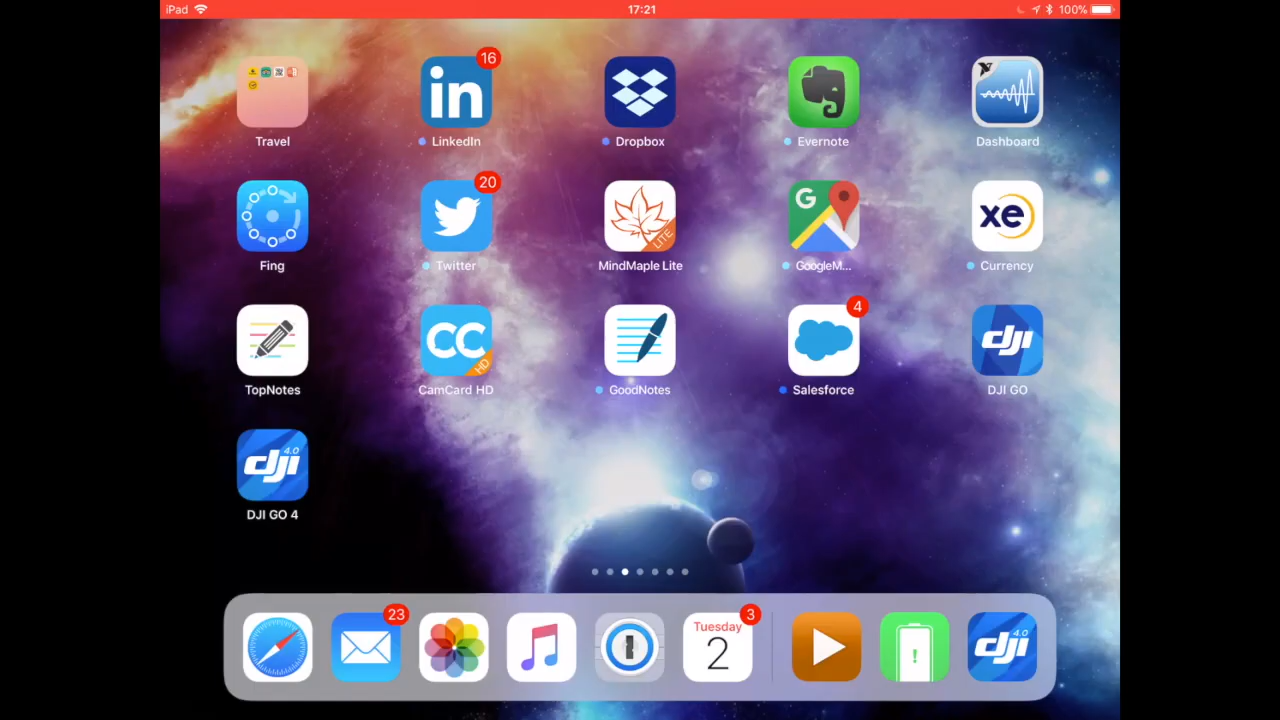 iPad 17:21 100%
16
Travel LinkedIn Dropbox Evernote Dashboard
20
G xe
LITE
Fing Twitter MindMaple Lite GoogleM... Currency
4
CC dji
HD
TopNotes CamCard HD GoodNotes Salesforce DJI GO
dji 4.0
DJI GO 4
23 3
Tuesday
2 dji 4.0
in